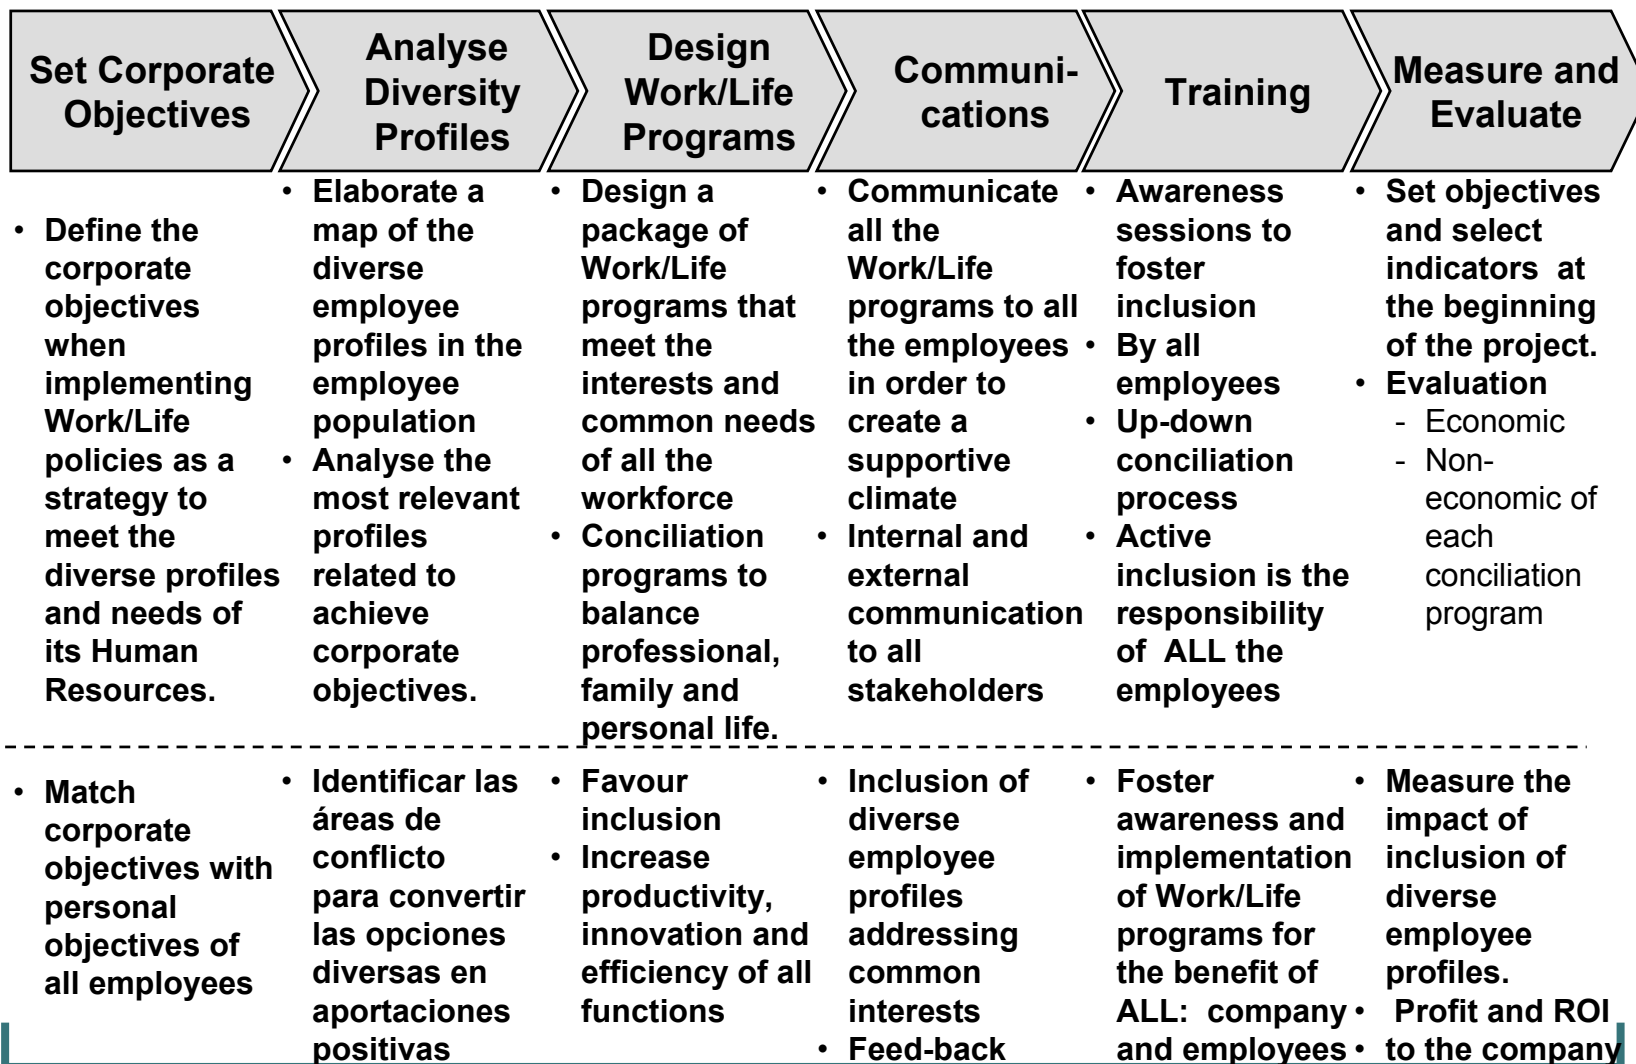 Set Corporate
Objectives
Analyse
Diversity
Profiles
Design
Work/Life
Programs
Communi-
cations
Training
Measure and
Evaluate
• Define the
corporate
objectives
when
implementing
Work/Life
policies as a
strategy to
meet the
diverse profiles
and needs of
its Human
Resources.
• Elaborate a
map of the
diverse
employee
profiles in the
employee
population
• Analyse the
most relevant
profiles
related to
achieve
corporate
objectives.
• Design a
package of
Work/Life
programs that
meet the
interests and
common needs
of all the
workforce
• Conciliation
programs to
balance
professional,
family and
personal life.
• Communicate
all the
Work/Life
programs to all
the employees
in order to
create a
supportive
climate
• Internal and
external
communication
to all
stakeholders
• Awareness
sessions to
foster
inclusion
• By all
employees
• Up-down
conciliation
process
• Active
inclusion is the
responsibility
of ALL the
employees
• Set objectives
and select
indicators at
the beginning
of the project.
• Evaluation
- Economic
- Non-
economic of
each
conciliation
program
• Match
corporate
objectives with
personal
objectives of
all employees
• Identificar las
áreas de
conflicto
para convertir
las opciones
diversas en
aportaciones
positivas
• Favour
inclusion
• Increase
productivity,
innovation and
efficiency of all
functions
• Inclusion of
diverse
employee
profiles
addressing
common
interests
• Feed-back
• Foster
awareness and
implementation
of Work/Life
programs for
the benefit of
ALL: company
and employees
• Measure the
impact of
inclusion of
diverse
employee
profiles.
• Profit and ROI
• to the company